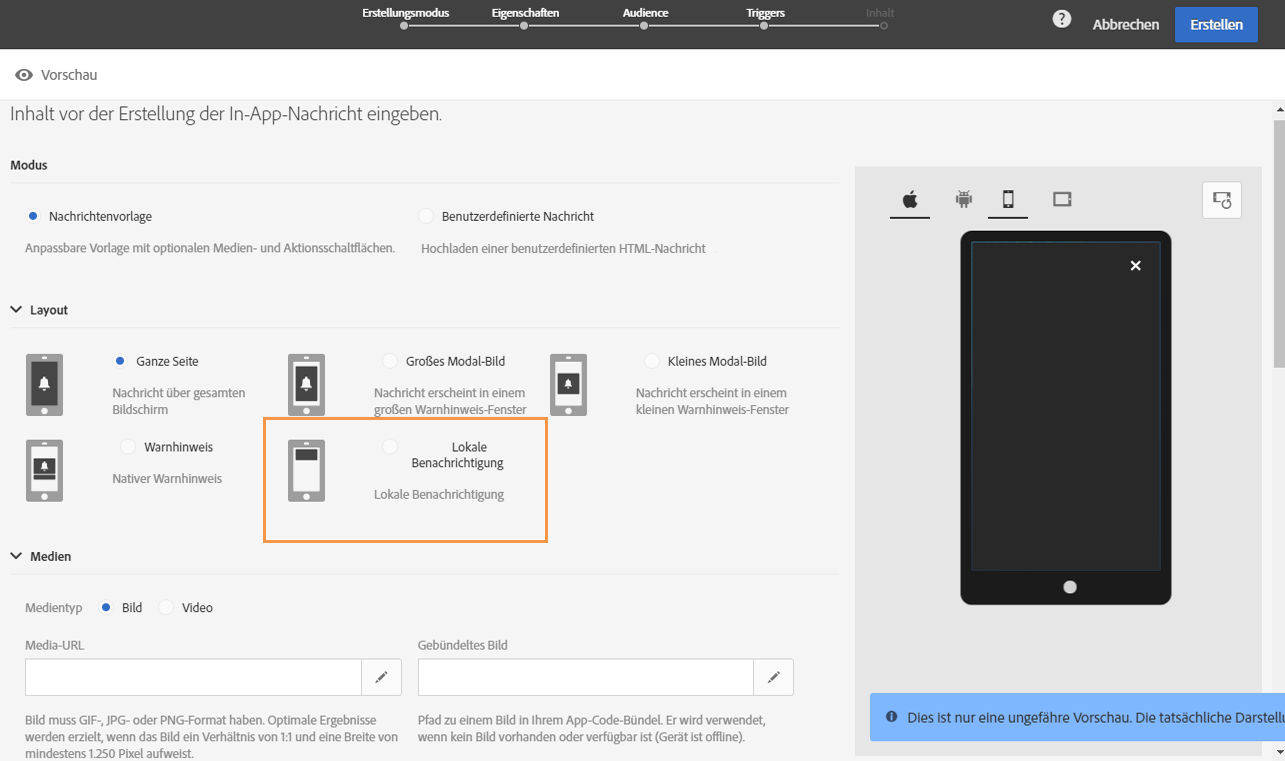 Erstellungsmodus Eigenschaften Audience Triggers Inhalt
? Abbrechen Erstellen
Vorschau
Inhalt vor der Erstellung der In-App-Nachricht eingeben.
Modus
Nachrichtenvorlage
Anpassbare Vorlage mit optionalen Medien- und Aktionsschaltflächen.
Benutzerdefinierte Nachricht
Hochladen einer benutzerdefinierten HTML-Nachricht
Layout
Ganze Seite
Nachricht über gesamten
Bildschirm
Großes Modal-Bild
Nachricht erscheint in einem
großen Warnhinweis-Fenster
Kleines Modal-Bild
Nachricht erscheint in einem
kleinen Warnhinweis-Fenster
Warnhinweis
Nativer Warnhinweis
Lokale
Benachrichtigung
Lokale Benachrichtigung
Medien
Medientyp Bild Video
Media-URL
Bild muss GIF-, JPG- oder PNG-Format haben. Optimale Ergebnisse
werden erzielt, wenn das Bild ein Verhältnis von 1:1 und eine Breite von
mindestens 1.250 Pixel aufweist.
Gebündeltes Bild
Pfad zu einem Bild in Ihrem App-Code-Bündel. Er wird verwendet,
wenn kein Bild vorhanden oder verfügbar ist (Gerät ist offline).
Dies ist nur eine ungefähre Vorschau. Die tatsächliche Darstellu